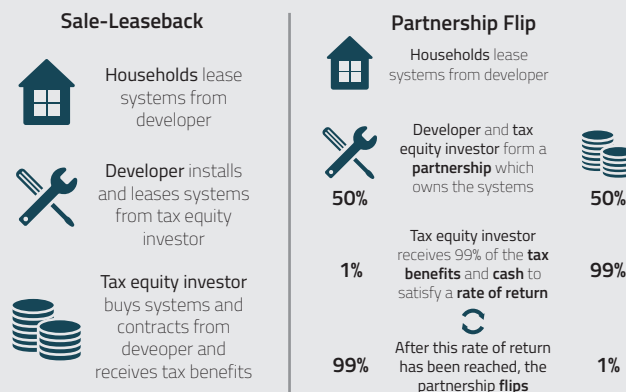 Sale-Leaseback
Households lease
systems from
developer
Developer installs
and leases systems
from tax equity
investor
Tax equity investor
buys systems and
contracts from
deveoper and
receives tax benefits
Partnership Flip
Households lease
systems from developer
Developer and tax
equity investor form a
partnership which
owns the systems
50%
50%
Tax equity investor
receives 99% of the tax
benefits and cash to
satisfy a rate of return
1%
99%
After this rate of return
has been reached, the
partnership flips
99%
1%